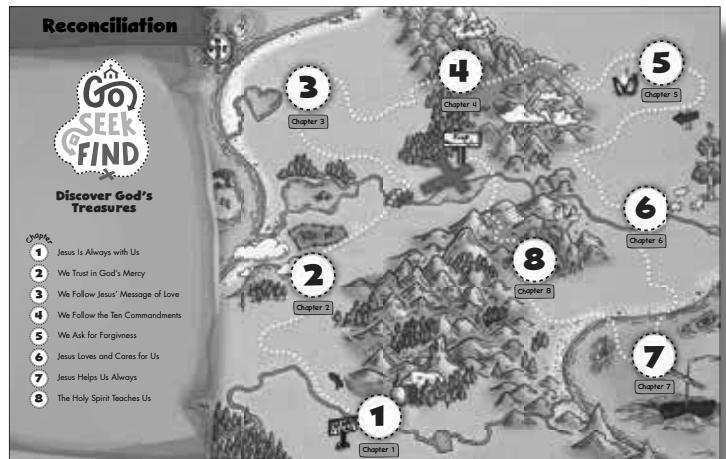 Reconciliation
GO
SEEK
FIND
Discover God's
Treasures
Chapter
1 Jesus Is Always with Us
2 We Trust in God's Mercy
3 We Follow Jesus' Message of Love
4 We Follow the Ten Commandments
5 We Ask for Forgivness
6 Jesus Loves and Cares for Us
7 Jesus Helps Us Always
8 The Holy Spirit Teaches Us
3
Chapter 3
4
Chapter 4
5
Chapter 5
2
Chapter 2
6
Chapter 6
8
Chapter 8
7
Chapter 7
1
Chapter 1